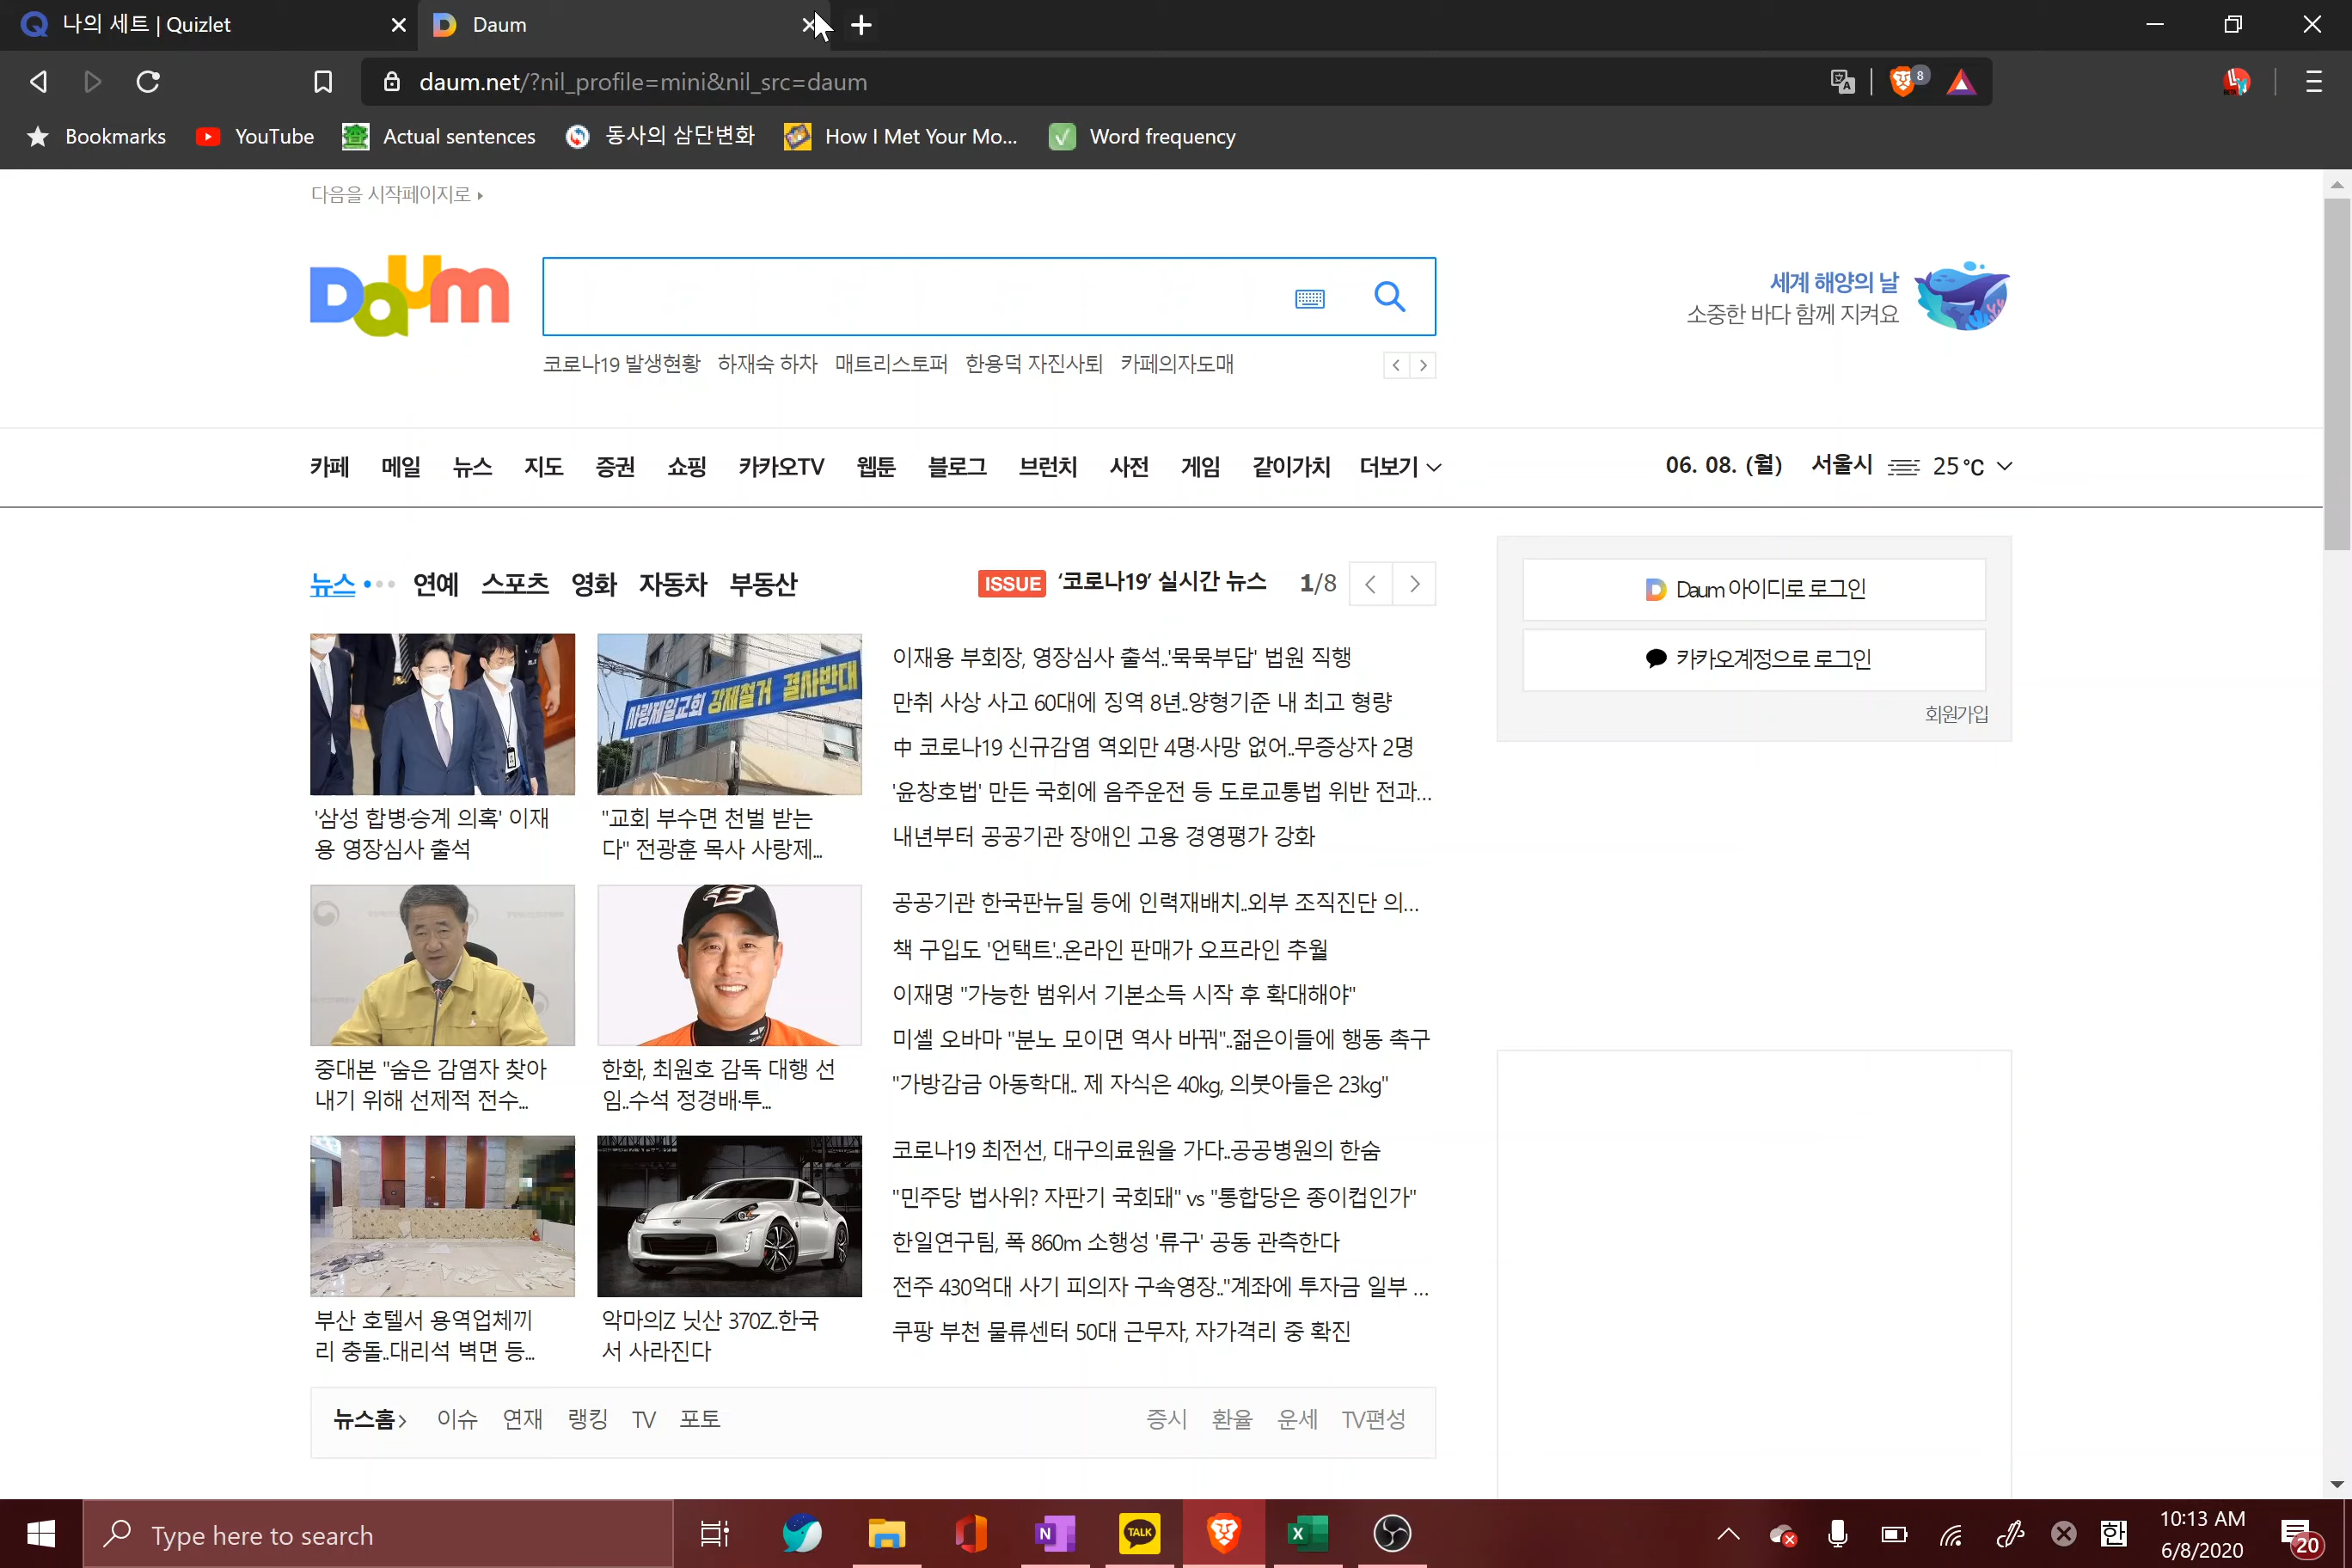 나의 세트 | Quizlet
Daum
daum.net/?nil_profile=mini&nil_src=daum
8
Bookmarks
YouTube
Actual sentences
동사의 삼단변화
How I Met Your Mo...
Word frequency
다음을 시작페이지로
Daum
세계 해양의 날
소중한 바다 함께 지켜요
코로나19 발생현황 하재숙 하차 매트리스토퍼 한용덕 자진사퇴 카페의자도매
카페 메일 뉴스 지도 증권 쇼핑 카카오TV 웹툰 블로그 브런치 사전 게임 같이가치 더보기
06. 08. (월) 서울시 25℃
뉴스 연예 스포츠 영화 자동차 부동산
ISSUE ‘코로나19’ 실시간 뉴스 1/8
Daum 아이디로 로그인
카카오계정으로 로그인
회원가입
사랑제일교회 강제철거 결사반대
'삼성 합병·승계 의혹' 이재
용 영장심사 출석
"교회 부수면 천벌 받는
다" 전광훈 목사 사랑제...
이재용 부회장, 영장심사 출석..'묵묵부답' 법원 직행
만취 사상 사고 60대에 징역 8년..양형기준 내 최고 형량
中 코로나19 신규감염 역외만 4명·사망 없어..무증상자 2명
'윤창호법' 만든 국회에 음주운전 등 도로교통법 위반 전과...
내년부터 공공기관 장애인 고용 경영평가 강화
중대본 "숨은 감염자 찾아
내기 위해 선제적 전수...
한화, 최원호 감독 대행 선
임..수석 정경배·투...
공공기관 한국판뉴딜 등에 인력재배치..외부 조직진단 의...
책 구입도 '언택트'..온라인 판매가 오프라인 추월
이재명 "가능한 범위서 기본소득 시작 후 확대해야"
미셸 오바마 "분노 모이면 역사 바꿔"..젊은이들에 행동 촉구
"가방감금 아동학대.. 제 자식은 40kg, 의붓아들은 23kg"
부산 호텔서 용역업체끼
리 충돌..대리석 벽면 등...
악마의Z 닛산 370Z..한국
서 사라진다
코로나19 최전선, 대구의료원을 가다..공공병원의 한숨
"민주당 법사위? 자판기 국회돼" vs "통합당은 종이컵인가"
한일연구팀, 폭 860m 소행성 '류구' 공동 관측한다
전주 430억대 사기 피의자 구속영장.."계좌에 투자금 일부 ...
쿠팡 부천 물류센터 50대 근무자, 자가격리 중 확진
뉴스홈 이슈 연재 랭킹 TV 포토
증시 환율 운세 TV편성
Type here to search
N
TALK
X
한
10:13 AM
6/8/2020
20